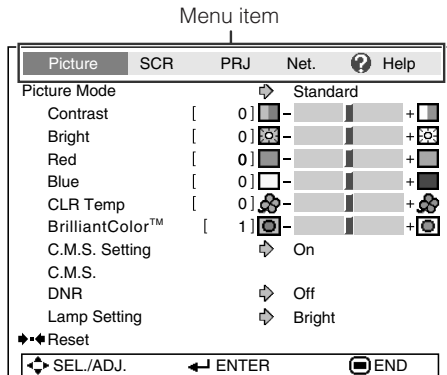 Menu item
Picture SCR PRJ Net. ? Help
Picture Mode Standard
Contrast [ 0 ] – +
Bright [ 0 ] – +
Red [ 0 ] – +
Blue [ 0 ] – +
CLR Temp [ 0 ] – +
BrilliantColor™ [ 1 ] – +
C.M.S. Setting On
C.M.S.
DNR Off
Lamp Setting Bright
Reset
SEL./ADJ. ENTER END